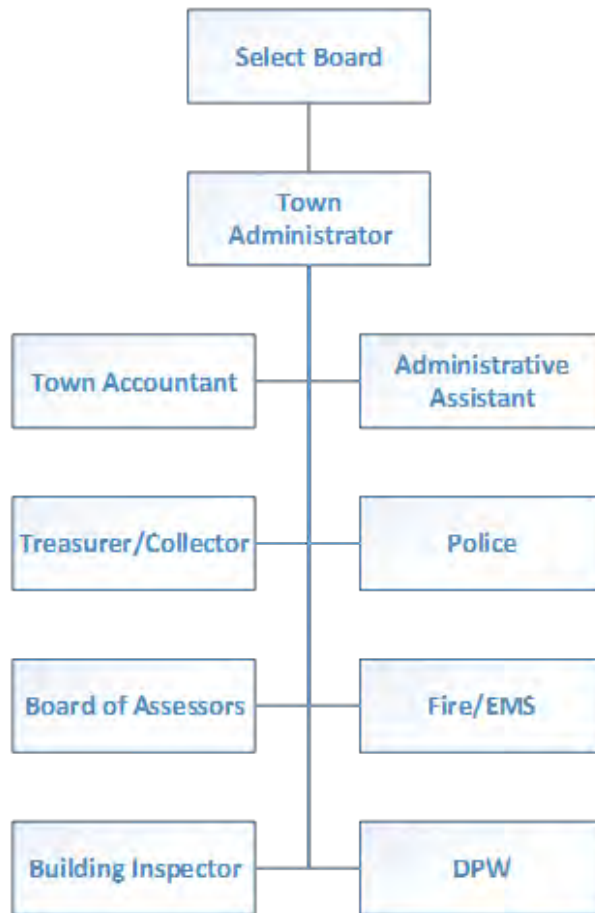 Select Board
Town
Administrator
Town Accountant
Administrative
Assistant
Treasurer/Collector
Police
Board of Assessors
Fire/EMS
Building Inspector
DPW